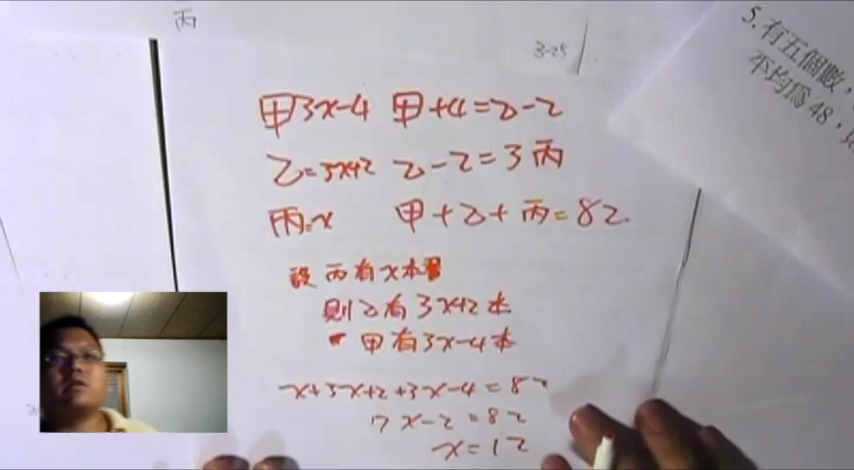 丙
3-25
5. 有五個數，
平均為 48，
甲3x-4 甲+4=乙-2
乙=3x+2 乙-2=3丙
丙=x 甲+乙+丙=82
設丙有x本
則乙有3x+2本
甲有3x-4本
x+3x+2+3x-4=82
7x-2=82
x=12